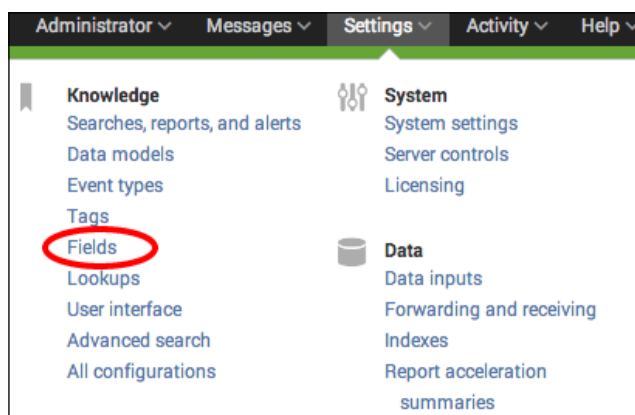 Administrator Messages Settings Activity Help
Knowledge
Searches, reports, and alerts
Data models
Event types
Tags
Fields
Lookups
User interface
Advanced search
All configurations
System
System settings
Server controls
Licensing
Data
Data inputs
Forwarding and receiving
Indexes
Report acceleration
summaries